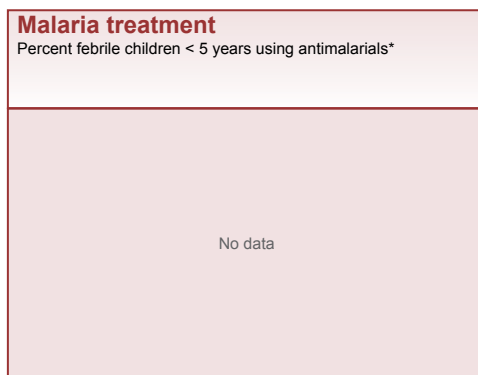 Malaria treatment
Percent febrile children < 5 years using antimalarials*
No data